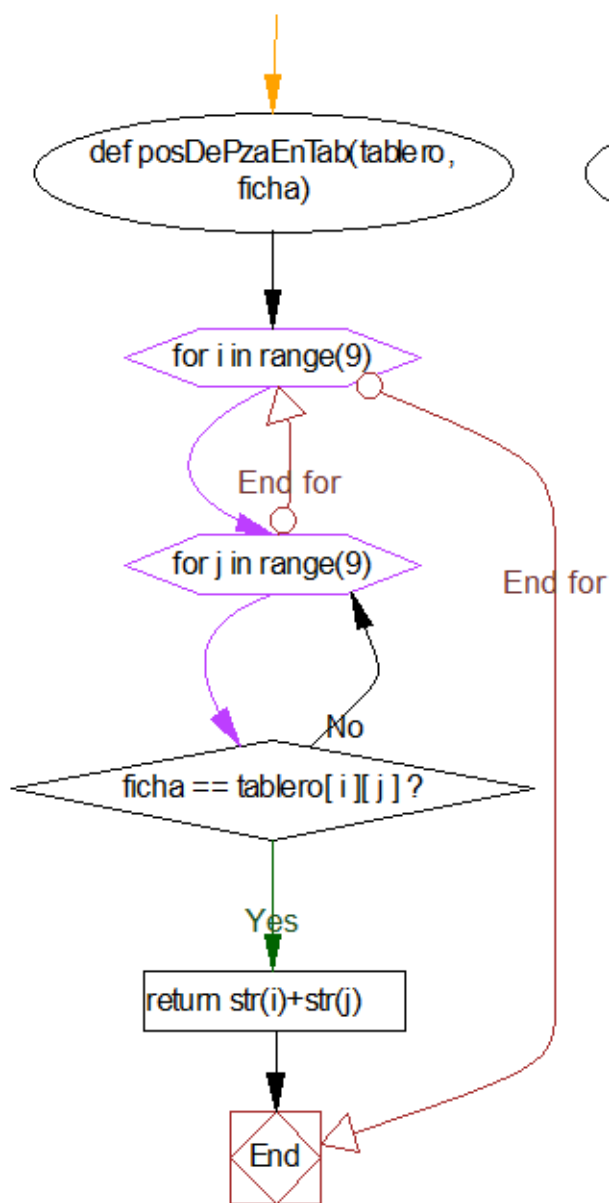 def posDePzaEnTab(tablero,
ficha)
for i in range(9)
End for
for j in range(9)
End for
No
ficha == tablero[ i ][ j ] ?
Yes
return str(i)+str(j)
End